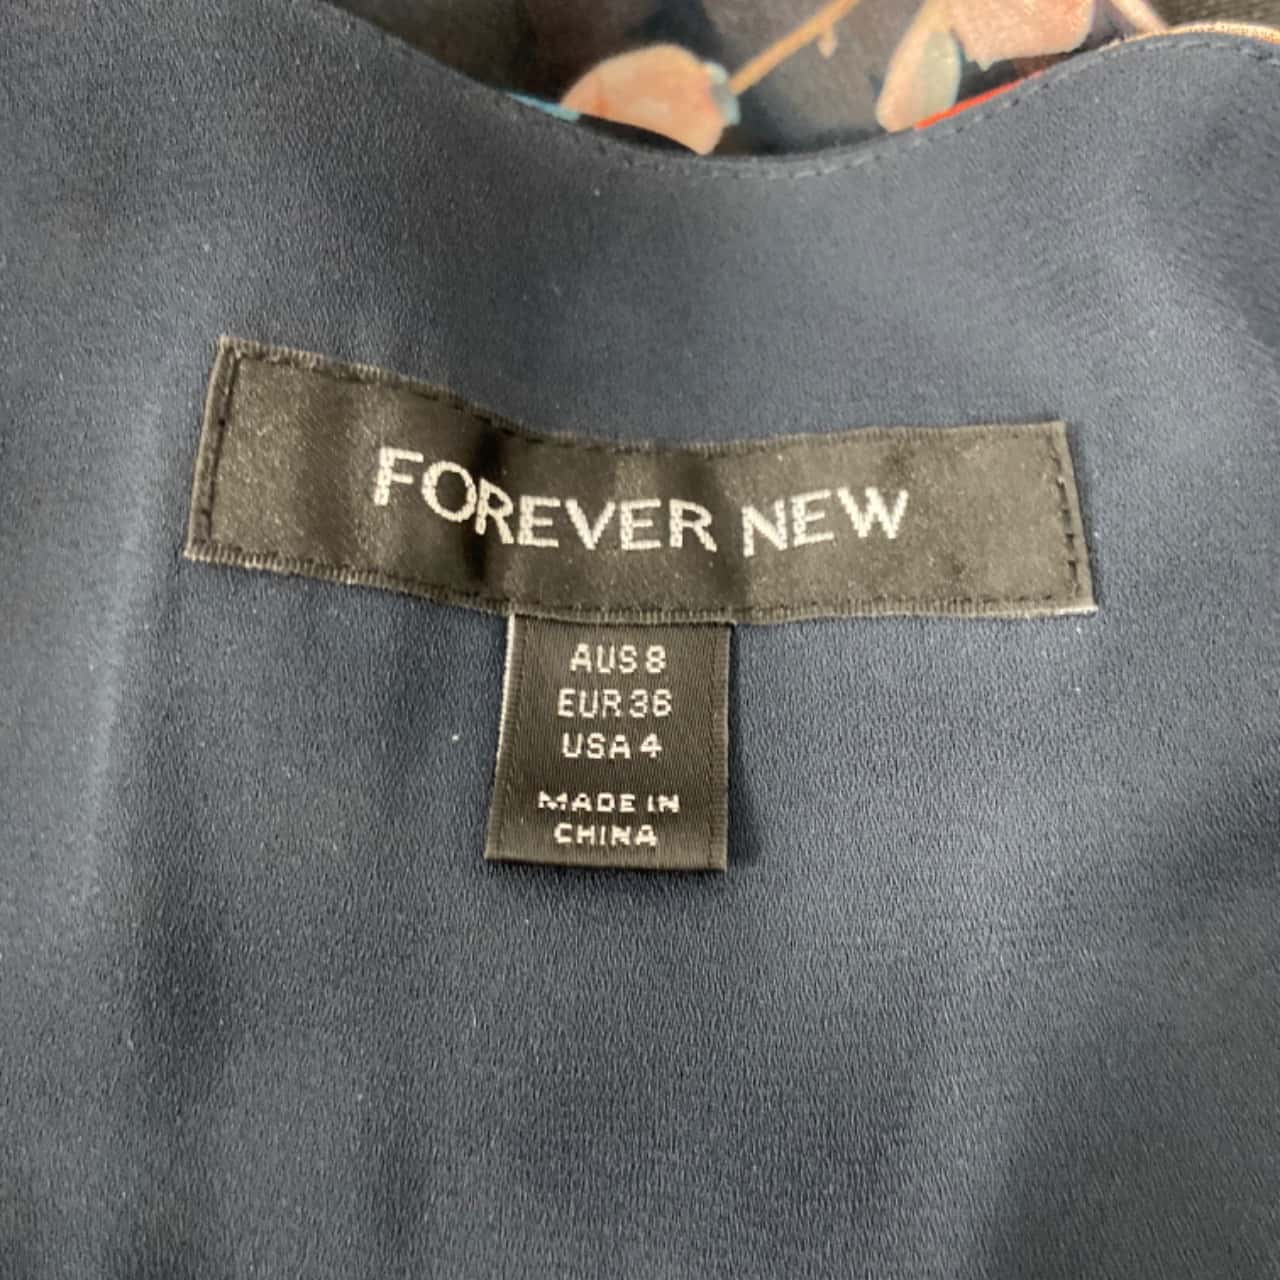 FOREVER NEW
AUS 8
EUR 36
USA 4
MADE IN
CHINA